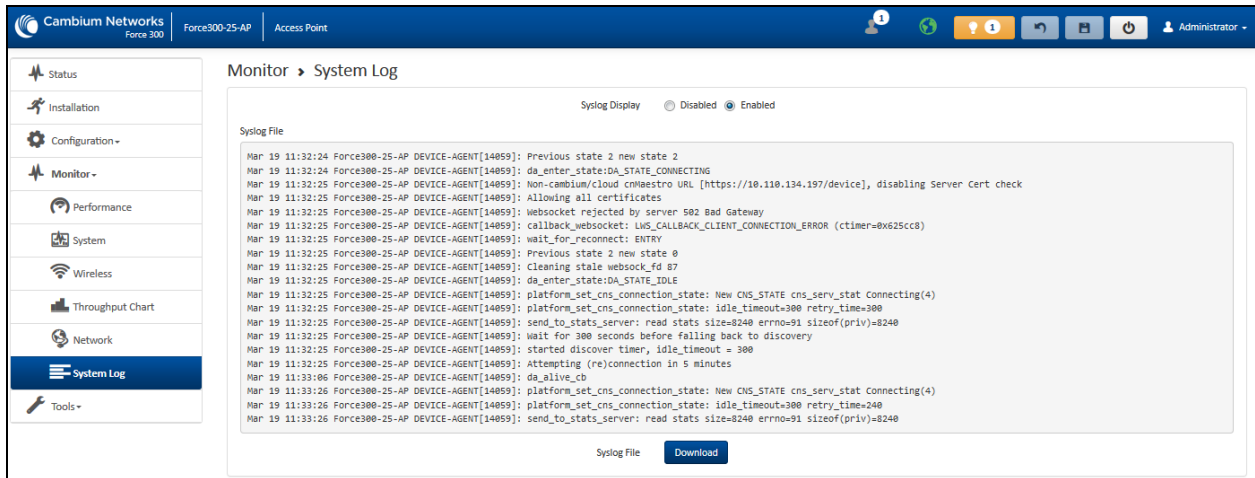 Cambium Networks
Force 300
Force300-25-AP
Access Point
1
1
Administrator
Status
Installation
Configuration
Monitor
Performance
System
Wireless
Throughput Chart
Network
System Log
Tools
Monitor > System Log
Syslog Display Disabled Enabled
Syslog File
Mar 19 11:32:24 Force300-25-AP DEVICE-AGENT[14059]: Previous state 2 new state 2
Mar 19 11:32:24 Force300-25-AP DEVICE-AGENT[14059]: da_enter_state:DA_STATE_CONNECTING
Mar 19 11:32:25 Force300-25-AP DEVICE-AGENT[14059]: Non-cambium/cloud cnMaestro URL [https://10.110.134.197/device], disabling Server Cert check
Mar 19 11:32:25 Force300-25-AP DEVICE-AGENT[14059]: Allowing all certificates
Mar 19 11:32:25 Force300-25-AP DEVICE-AGENT[14059]: Websocket rejected by server 502 Bad Gateway
Mar 19 11:32:25 Force300-25-AP DEVICE-AGENT[14059]: callback_websocket: LWS_CALLBACK_CLIENT_CONNECTION_ERROR (ctimer=0x625cc8)
Mar 19 11:32:25 Force300-25-AP DEVICE-AGENT[14059]: wait_for_reconnect: ENTRY
Mar 19 11:32:25 Force300-25-AP DEVICE-AGENT[14059]: Previous state 2 new state 0
Mar 19 11:32:25 Force300-25-AP DEVICE-AGENT[14059]: Cleaning stale websock_fd 87
Mar 19 11:32:25 Force300-25-AP DEVICE-AGENT[14059]: da_enter_state:DA_STATE_IDLE
Mar 19 11:32:25 Force300-25-AP DEVICE-AGENT[14059]: platform_set_cns_connection_state: New CNS_STATE cns_serv_stat Connecting(4)
Mar 19 11:32:25 Force300-25-AP DEVICE-AGENT[14059]: platform_set_cns_connection_state: idle_timeout=300 retry_time=300
Mar 19 11:32:25 Force300-25-AP DEVICE-AGENT[14059]: send_to_stats_server: read stats size=8240 errno=91 sizeof(priv)=8240
Mar 19 11:32:25 Force300-25-AP DEVICE-AGENT[14059]: Wait for 300 seconds before falling back to discovery
Mar 19 11:32:25 Force300-25-AP DEVICE-AGENT[14059]: started discover timer, idle_timeout = 300
Mar 19 11:32:25 Force300-25-AP DEVICE-AGENT[14059]: Attempting (re)connection in 5 minutes
Mar 19 11:33:06 Force300-25-AP DEVICE-AGENT[14059]: da_alive_cb
Mar 19 11:33:26 Force300-25-AP DEVICE-AGENT[14059]: platform_set_cns_connection_state: New CNS_STATE cns_serv_stat Connecting(4)
Mar 19 11:33:26 Force300-25-AP DEVICE-AGENT[14059]: platform_set_cns_connection_state: idle_timeout=300 retry_time=240
Mar 19 11:33:26 Force300-25-AP DEVICE-AGENT[14059]: send_to_stats_server: read stats size=8240 errno=91 sizeof(priv)=8240
Syslog File Download